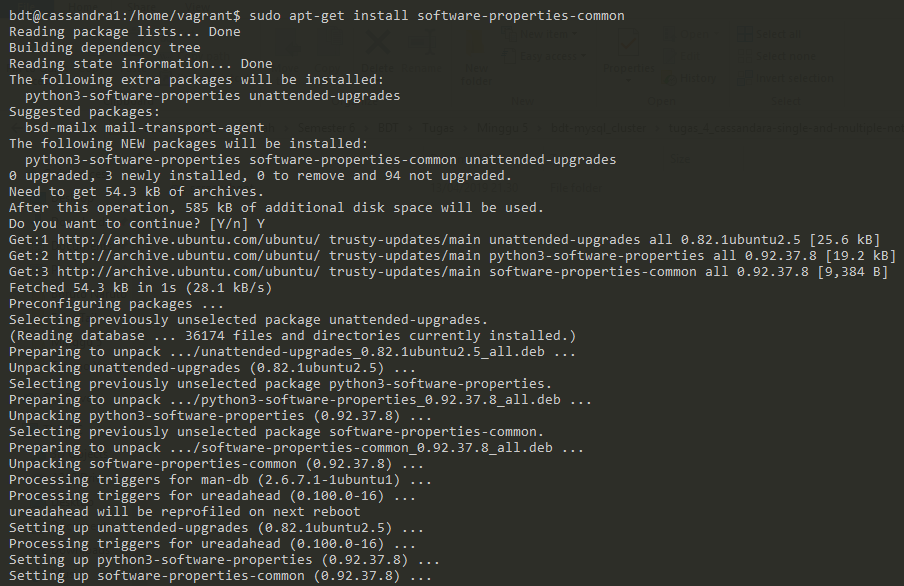 bdt@cassandra1:/home/vagrant$ sudo apt-get install software-properties-common
Reading package lists... Done
Building dependency tree
Reading state information... Done
The following extra packages will be installed:
  python3-software-properties unattended-upgrades
Suggested packages:
  bsd-mailx mail-transport-agent
The following NEW packages will be installed:
  python3-software-properties software-properties-common unattended-upgrades
0 upgraded, 3 newly installed, 0 to remove and 94 not upgraded.
Need to get 54.3 kB of archives.
After this operation, 585 kB of additional disk space will be used.
Do you want to continue? [Y/n] Y
Get:1 http://archive.ubuntu.com/ubuntu/ trusty-updates/main unattended-upgrades all 0.82.1ubuntu2.5 [25.6 kB]
Get:2 http://archive.ubuntu.com/ubuntu/ trusty-updates/main python3-software-properties all 0.92.37.8 [19.2 kB]
Get:3 http://archive.ubuntu.com/ubuntu/ trusty-updates/main software-properties-common all 0.92.37.8 [9,384 B]
Fetched 54.3 kB in 1s (28.1 kB/s)
Preconfiguring packages ...
Selecting previously unselected package unattended-upgrades.
(Reading database ... 36174 files and directories currently installed.)
Preparing to unpack .../unattended-upgrades_0.82.1ubuntu2.5_all.deb ...
Unpacking unattended-upgrades (0.82.1ubuntu2.5) ...
Selecting previously unselected package python3-software-properties.
Preparing to unpack .../python3-software-properties_0.92.37.8_all.deb ...
Unpacking python3-software-properties (0.92.37.8) ...
Selecting previously unselected package software-properties-common.
Preparing to unpack .../software-properties-common_0.92.37.8_all.deb ...
Unpacking software-properties-common (0.92.37.8) ...
Processing triggers for man-db (2.6.7.1-1ubuntu1) ...
Processing triggers for ureadahead (0.100.0-16) ...
ureadahead will be reprofiled on next reboot
Setting up unattended-upgrades (0.82.1ubuntu2.5) ...
Processing triggers for ureadahead (0.100.0-16) ...
Setting up python3-software-properties (0.92.37.8) ...
Setting up software-properties-common (0.92.37.8) ...